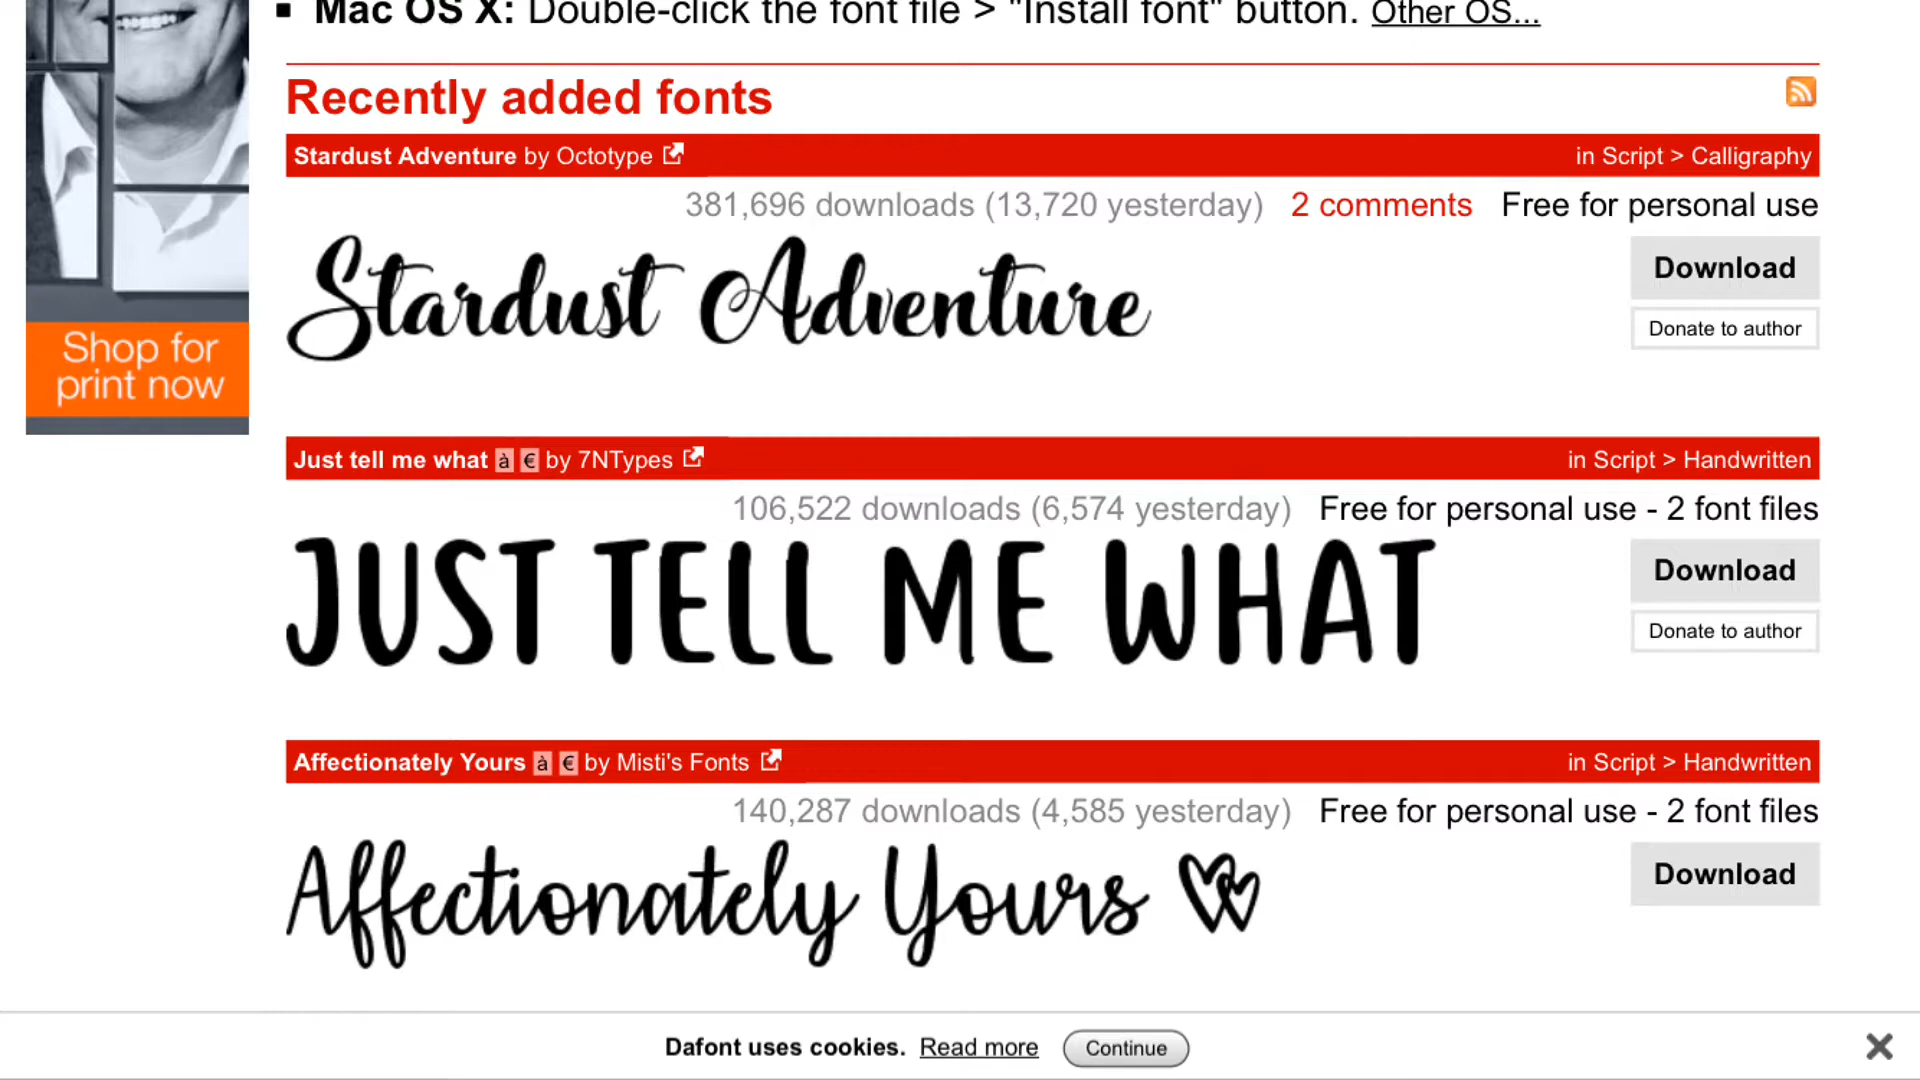 ■ Mac OS X: Double-click the font file > "Install font" button. Other OS...
Recently added fonts
Stardust Adventure by Octotype in Script > Calligraphy
381,696 downloads (13,720 yesterday) 2 comments Free for personal use
Stardust Adventure
Download
Donate to author
Shop for
print now
Just tell me what à € by 7NTypes in Script > Handwritten
106,522 downloads (6,574 yesterday) Free for personal use - 2 font files
JUST TELL ME WHAT
Download
Donate to author
Affectionately Yours à € by Misti's Fonts in Script > Handwritten
140,287 downloads (4,585 yesterday) Free for personal use - 2 font files
Affectionately Yours
Download
Dafont uses cookies. Read more Continue